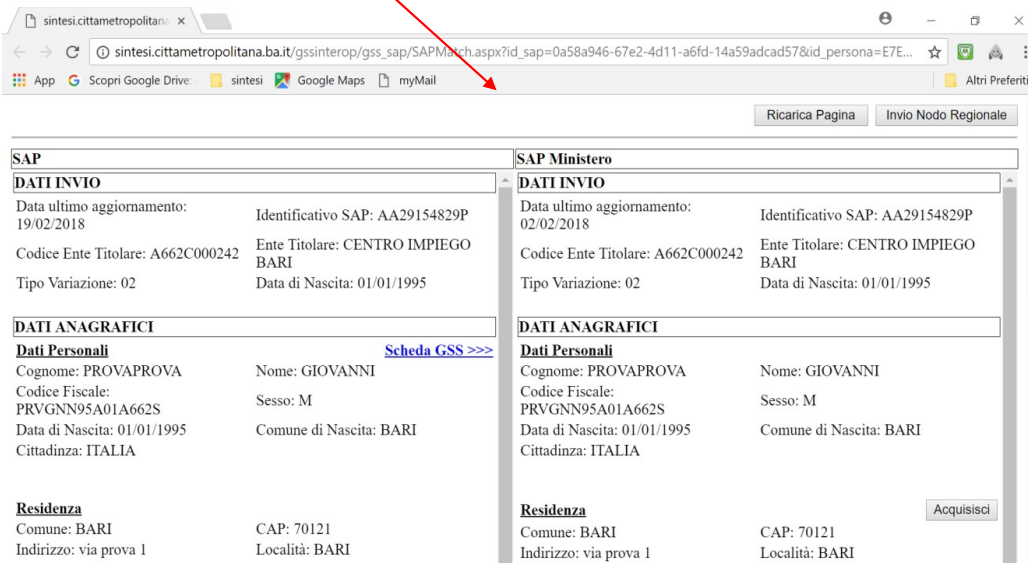 sintesi.cittametropolitana
sintesi.cittametropolitana.ba.it/gssinterop/gss_sap/SAPMatch.aspx?id_sap=0a58a946-67e2-4d11-a6fd-14a59adcad57&id_persona=E7E...
App Scopri Google Drive: sintesi Google Maps myMail Altri Preferiti
Ricarica Pagina Invio Nodo Regionale
SAP
DATI INVIO
Data ultimo aggiornamento:
19/02/2018
Identificativo SAP: AA29154829P
Codice Ente Titolare: A662C000242
Ente Titolare: CENTRO IMPIEGO
BARI
Tipo Variazione: 02 Data di Nascita: 01/01/1995
DATI ANAGRAFICI
Dati Personali Scheda GSS >>>
Cognome: PROVAPROVA Nome: GIOVANNI
Codice Fiscale:
PRVGNN95A01A662S
Sesso: M
Data di Nascita: 01/01/1995 Comune di Nascita: BARI
Cittadinza: ITALIA
Residenza
Comune: BARI CAP: 70121
Indirizzo: via prova 1 Località: BARI
SAP Ministero
DATI INVIO
Data ultimo aggiornamento:
02/02/2018
Identificativo SAP: AA29154829P
Codice Ente Titolare: A662C000242
Ente Titolare: CENTRO IMPIEGO
BARI
Tipo Variazione: 02 Data di Nascita: 01/01/1995
DATI ANAGRAFICI
Dati Personali
Cognome: PROVAPROVA Nome: GIOVANNI
Codice Fiscale:
PRVGNN95A01A662S
Sesso: M
Data di Nascita: 01/01/1995 Comune di Nascita: BARI
Cittadinza: ITALIA
Residenza Acquisisci
Comune: BARI CAP: 70121
Indirizzo: via prova 1 Località: BARI